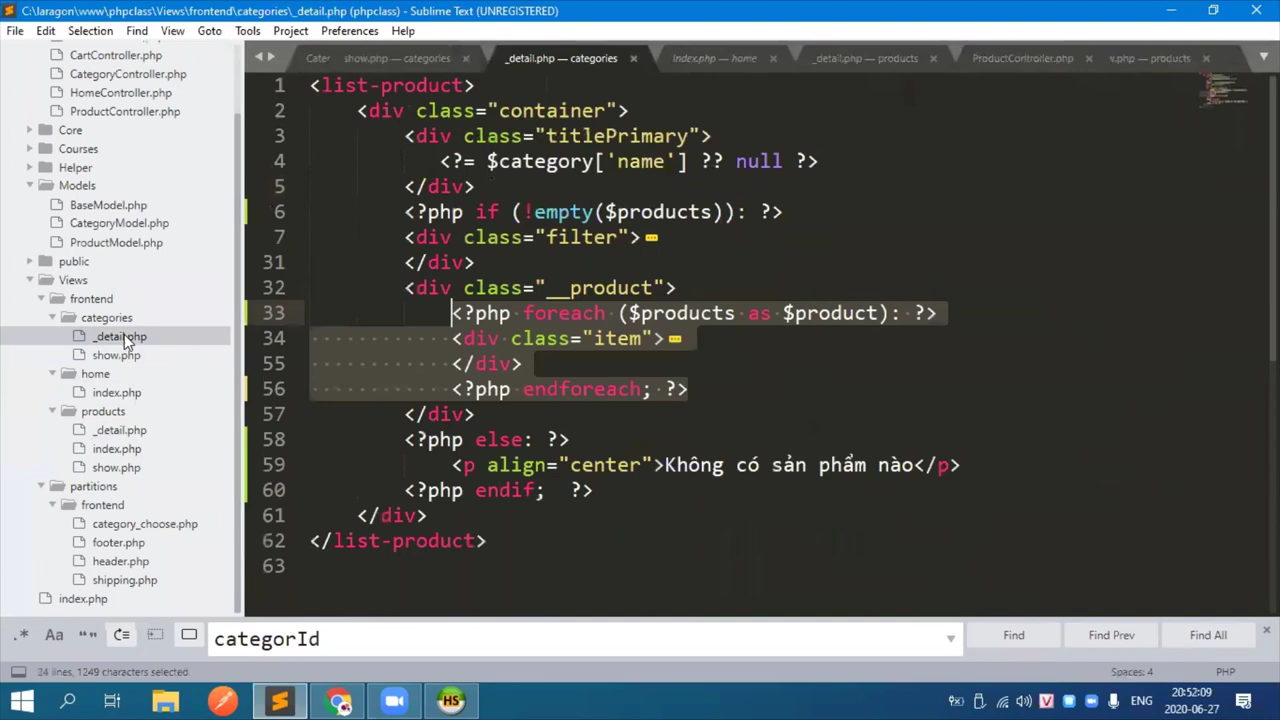 C:\laragon\www\phpclass\Views\frontend\categories\_detail.php (phpclass) - Sublime Text (UNREGISTERED)
File Edit Selection Find View Goto Tools Project Preferences Help
CartController.php
CategoryController.php
HomeController.php
ProductController.php
Core
Courses
Helper
Models
BaseModel.php
CategoryModel.php
ProductModel.php
public
Views
frontend
categories
_detail.php
show.php
home
index.php
products
_detail.php
index.php
show.php
partitions
frontend
category_choose.php
footer.php
header.php
shipping.php
index.php
Cate show.php — categories _detail.php — categories Index.php — home _detail.php — products ProductController.php w.php — products
1 <list-product>
2 <div class="container">
3 <div class="titlePrimary">
4 <?= $category['name'] ?? null ?>
5 </div>
6 <?php if (!empty($products)): ?>
7 <div class="filter">
31 </div>
32 <div class="__product">
33 <?php foreach ($products as $product): ?>
34 <div class="item">
55 </div>
56 <?php endforeach; ?>
57 </div>
58 <?php else: ?>
59 <p align="center">Không có sản phẩm nào</p>
60 <?php endif;  ?>
61 </div>
62 </list-product>
63
.* Aa “” categorId Find Find Prev Find All
24 lines, 1249 characters selected Spaces: 4 PHP
HS V ENG 20:52:09
2020-06-27